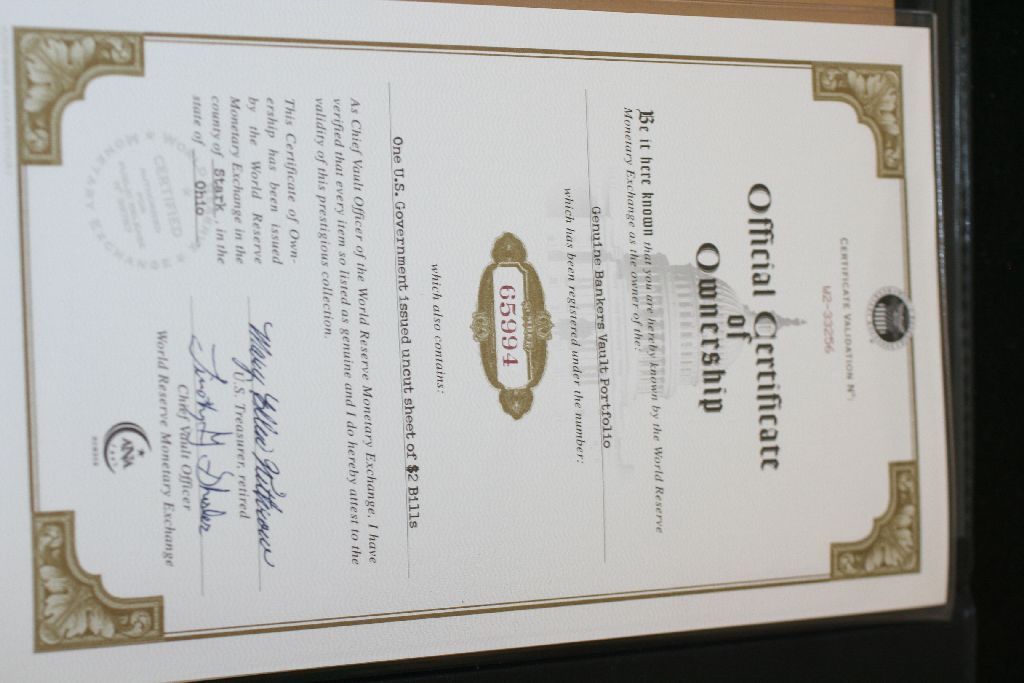 CERTIFICATE VALIDATION Nº:
W2-33256
Official Certificate
of
Ownership
Be it here known that you are hereby known by the World Reserve
Monetary Exchange as the owner of the:
Genuine Bankers Vault Portfolio
which has been registered under the number:
65994
which also contains:
One U.S. Government issued uncut sheet of $2 Bills
As Chief Vault Officer of the World Reserve Monetary Exchange, I have
verified that every item so listed as genuine and I do hereby attest to the
validity of this prestigious collection.
This Certificate of Own-
ership has been issued
by the World Reserve
Monetary Exchange in the
county of Stark, in the
state of Ohio
U.S. Treasurer, retired
Chief Vault Officer
World Reserve Monetary Exchange
CERTIFIED
MONETARY EXCHANGE
ANA
MEMBER